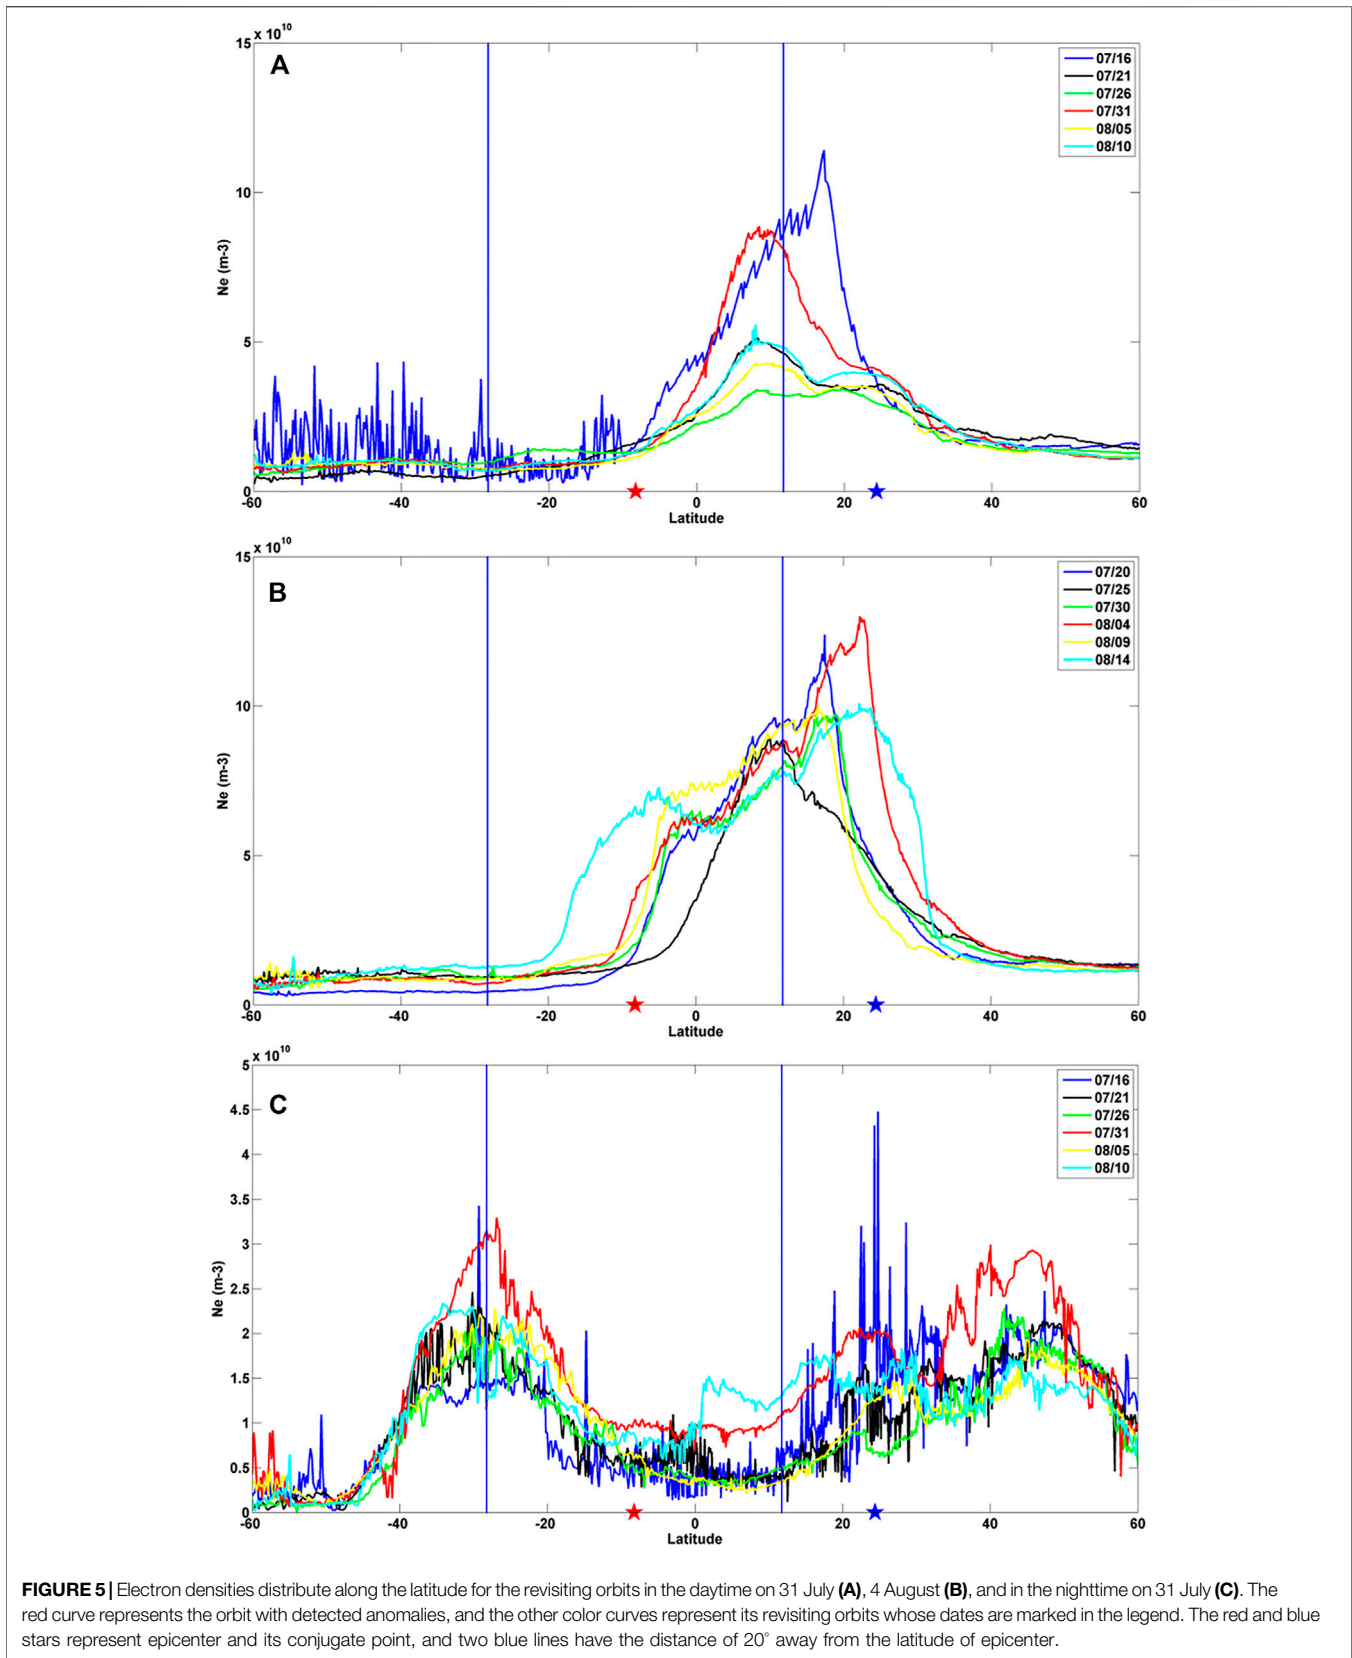 x 10¹⁰
15
10
5
0
Ne (m-3)
A
07/16
07/21
07/26
07/31
08/05
08/10
-60 -40 -20 0 20 40 60
Latitude
x 10¹⁰
15
10
5
0
Ne (m-3)
B
07/20
07/25
07/30
08/04
08/09
08/14
-60 -40 -20 0 20 40 60
Latitude
x 10¹⁰
5
4.5
4
3.5
3
2.5
2
1.5
1
0.5
0
Ne (m-3)
C
07/16
07/21
07/26
07/31
08/05
08/10
-60 -40 -20 0 20 40 60
Latitude
FIGURE 5 | Electron densities distribute along the latitude for the revisiting orbits in the daytime on 31 July (A), 4 August (B), and in the nighttime on 31 July (C). The
red curve represents the orbit with detected anomalies, and the other color curves represent its revisiting orbits whose dates are marked in the legend. The red and blue
stars represent epicenter and its conjugate point, and two blue lines have the distance of 20° away from the latitude of epicenter.